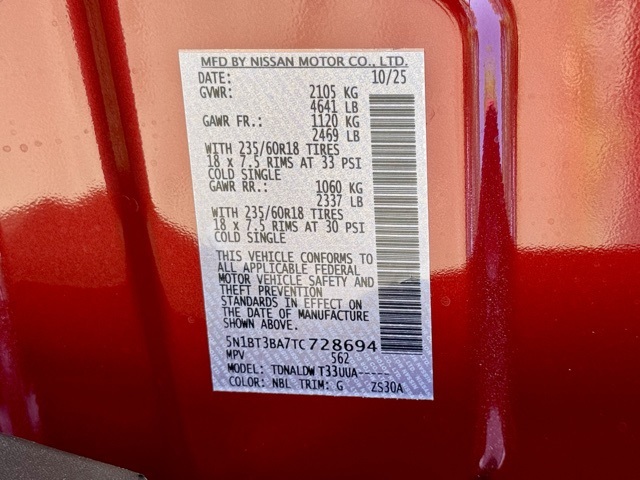 MFD BY NISSAN MOTOR CO., LTD.
DATE: 10/25
GVWR: 2105 KG
4641 LB
GAWR FR.: 1120 KG
2469 LB
WITH 235/60R18 TIRES
18 x 7.5 RIMS AT 33 PSI
COLD SINGLE
GAWR RR.: 1060 KG
2337 LB
WITH 235/60R18 TIRES
18 x 7.5 RIMS AT 30 PSI
COLD SINGLE
THIS VEHICLE CONFORMS TO
ALL APPLICABLE FEDERAL
MOTOR VEHICLE SAFETY AND
THEFT PREVENTION
STANDARDS IN EFFECT ON
THE DATE OF MANUFACTURE
SHOWN ABOVE.
5N1BT3BA7TC728694
MPV 562
MODEL: TDNALDW T33UUA-----
COLOR: NBL TRIM: G ZS30A